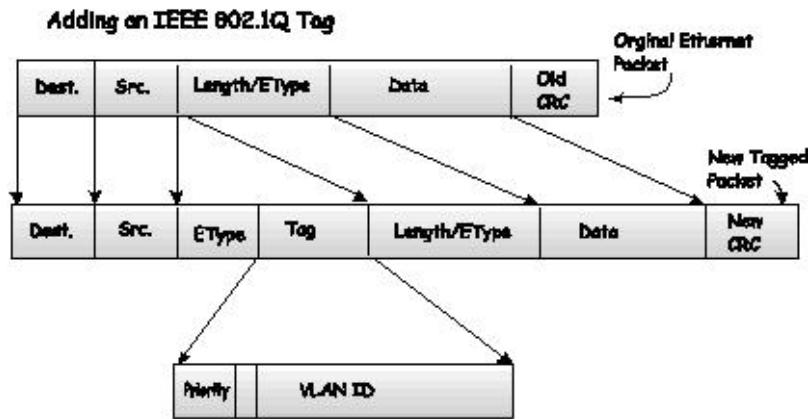 Adding an IEEE 802.1Q Tag
Orginal Ethernet
Packet
Dest. Src. Length/EType Data Old
CRC
New Tagged
Packet
Dest. Src. EType Tag Length/EType Data New
CRC
Priority VLAN ID